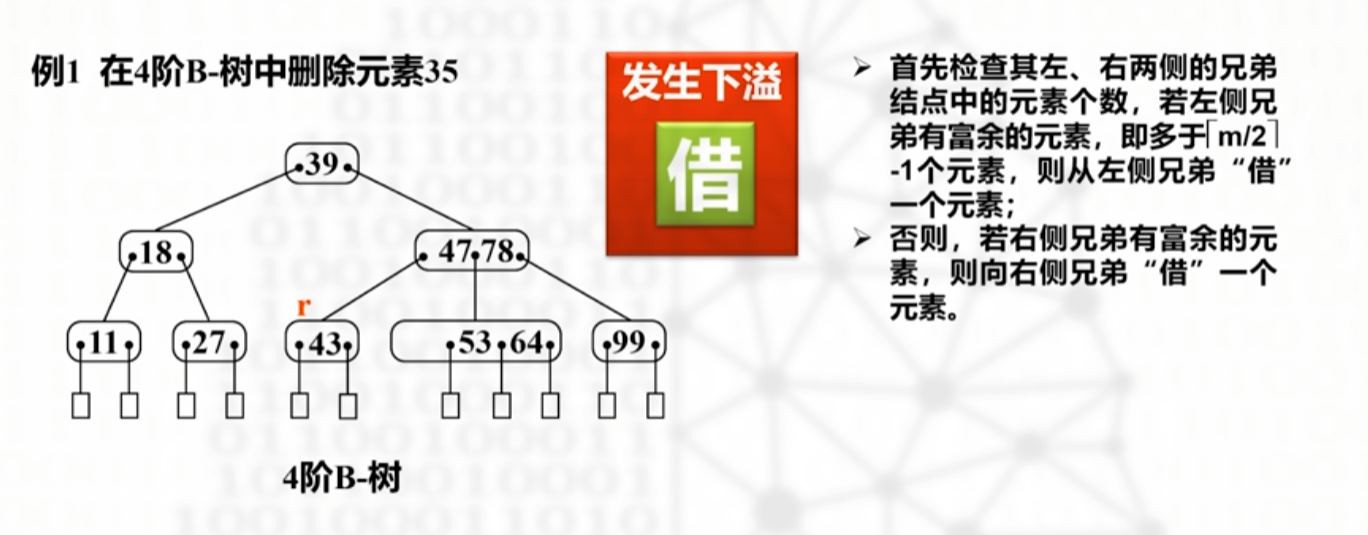 例1 在4阶B-树中删除元素35
39
18
47 78
r
11
27
43
53 64
99
4阶B-树
发生下溢
借
➢ 首先检查其左、右两侧的兄弟
结点中的元素个数，若左侧兄
弟有富余的元素，即多于⌈m/2⌉
-1个元素，则从左侧兄弟“借”
一个元素；
➢ 否则，若右侧兄弟有富余的元
素，则向右侧兄弟“借”一个
元素。